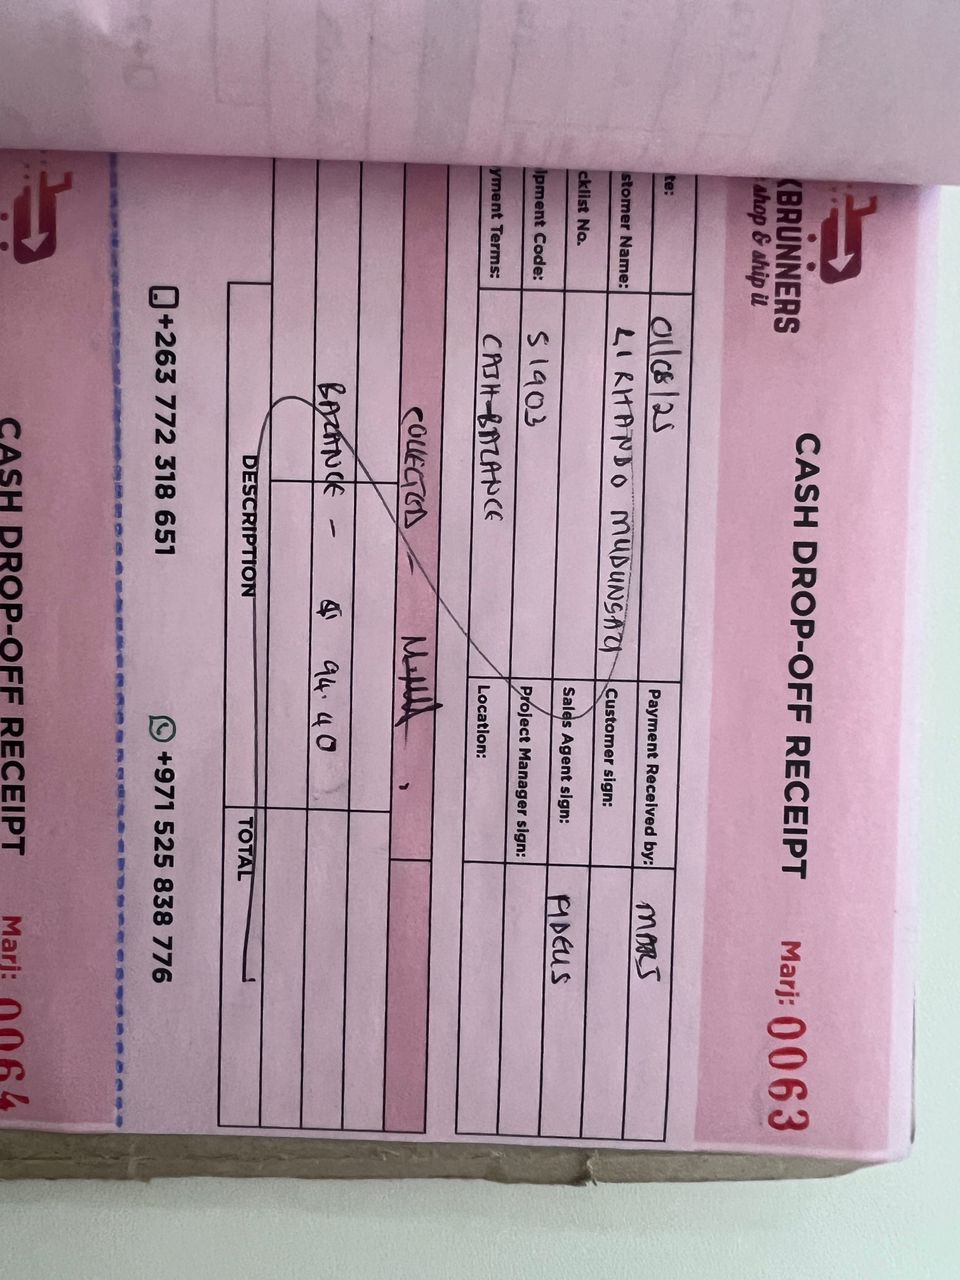 KBRUNNERS
shop & ship it
CASH DROP-OFF RECEIPT
Marj: 0063
te: 01/08/25
Payment Received by:
stomer Name: LIRHANDO
Customer sign:
cklist No.
Sales Agent sign: FIDELIS
ipment Code: S1903
Project Manager sign:
yment Terms: CASH BALANCE
Location:
COLLECTED -
BALANCE - $ 94.40
DESCRIPTION TOTAL
+263 772 318 651
+971 525 838 776
CASH DROP-OFF RECEIPT
Marj: 0064